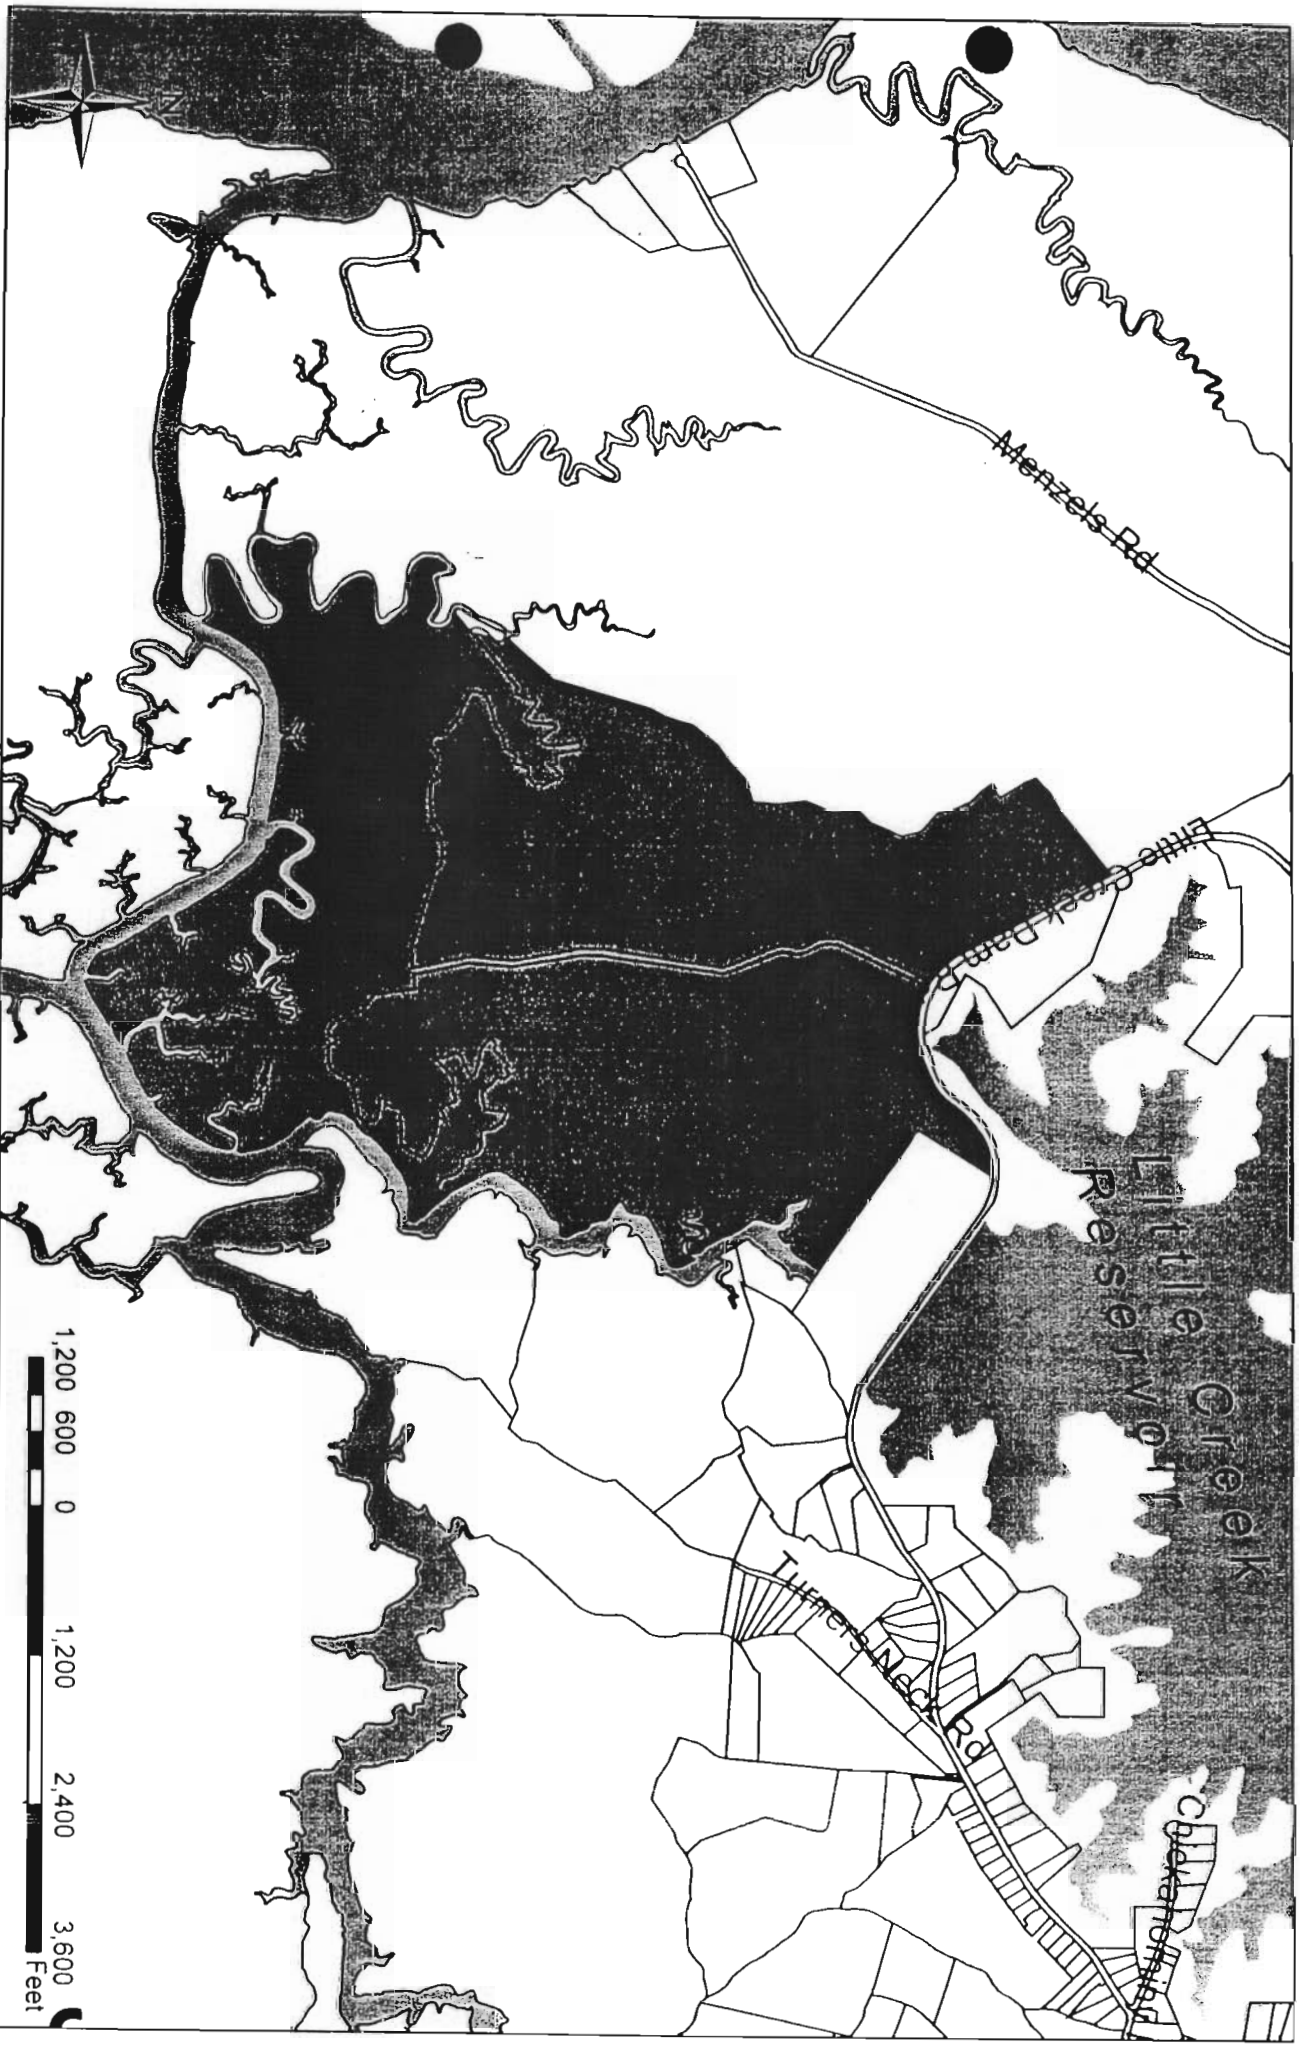 N
Menzels Rd
Little Creek Dam R
Little Creek
Reservoir
Turners Neck Rd
1,200 600 0 1,200 2,400 3,600
Feet